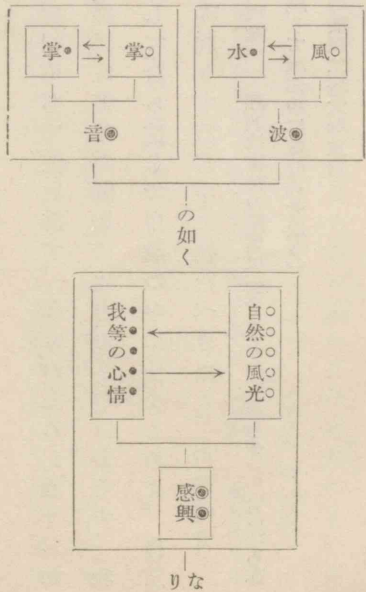 風
水
波
掌
掌
音
の如く
自然の風光
我等の心情
感興
なり